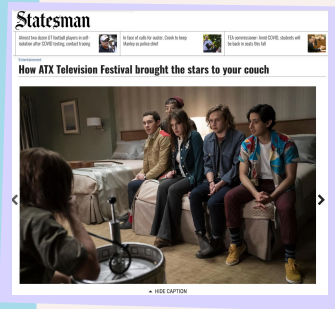 Statesman
Almost two dozen UT football players in self-
isolation after COVID testing, contact tracing
In face of calls for ouster, Cronk to keep
Manley as police chief
TEA commissioner: Amid COVID, students will
be back in seats this fall
Entertainment
How ATX Television Festival brought the stars to your couch
HIDE CAPTION